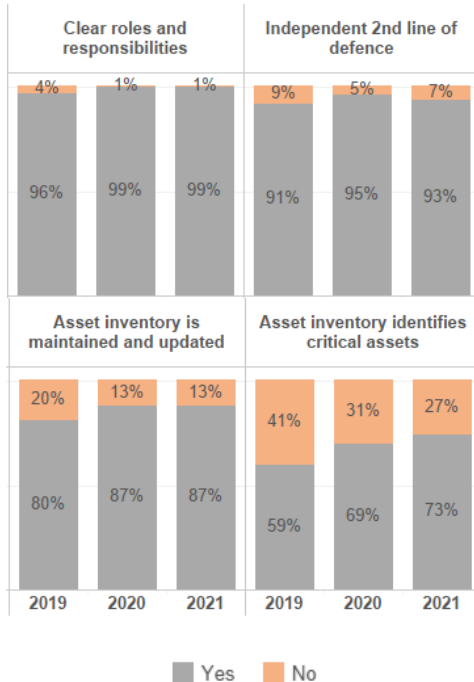 Clear roles and
responsibilities
Independent 2nd line of
defence
4% 1% 1%
9% 5% 7%
96% 99% 99%
91% 95% 93%
Asset inventory is
maintained and updated
Asset inventory identifies
critical assets
20% 13% 13%
41% 31% 27%
80% 87% 87%
59% 69% 73%
2019 2020 2021 2019 2020 2021
Yes No